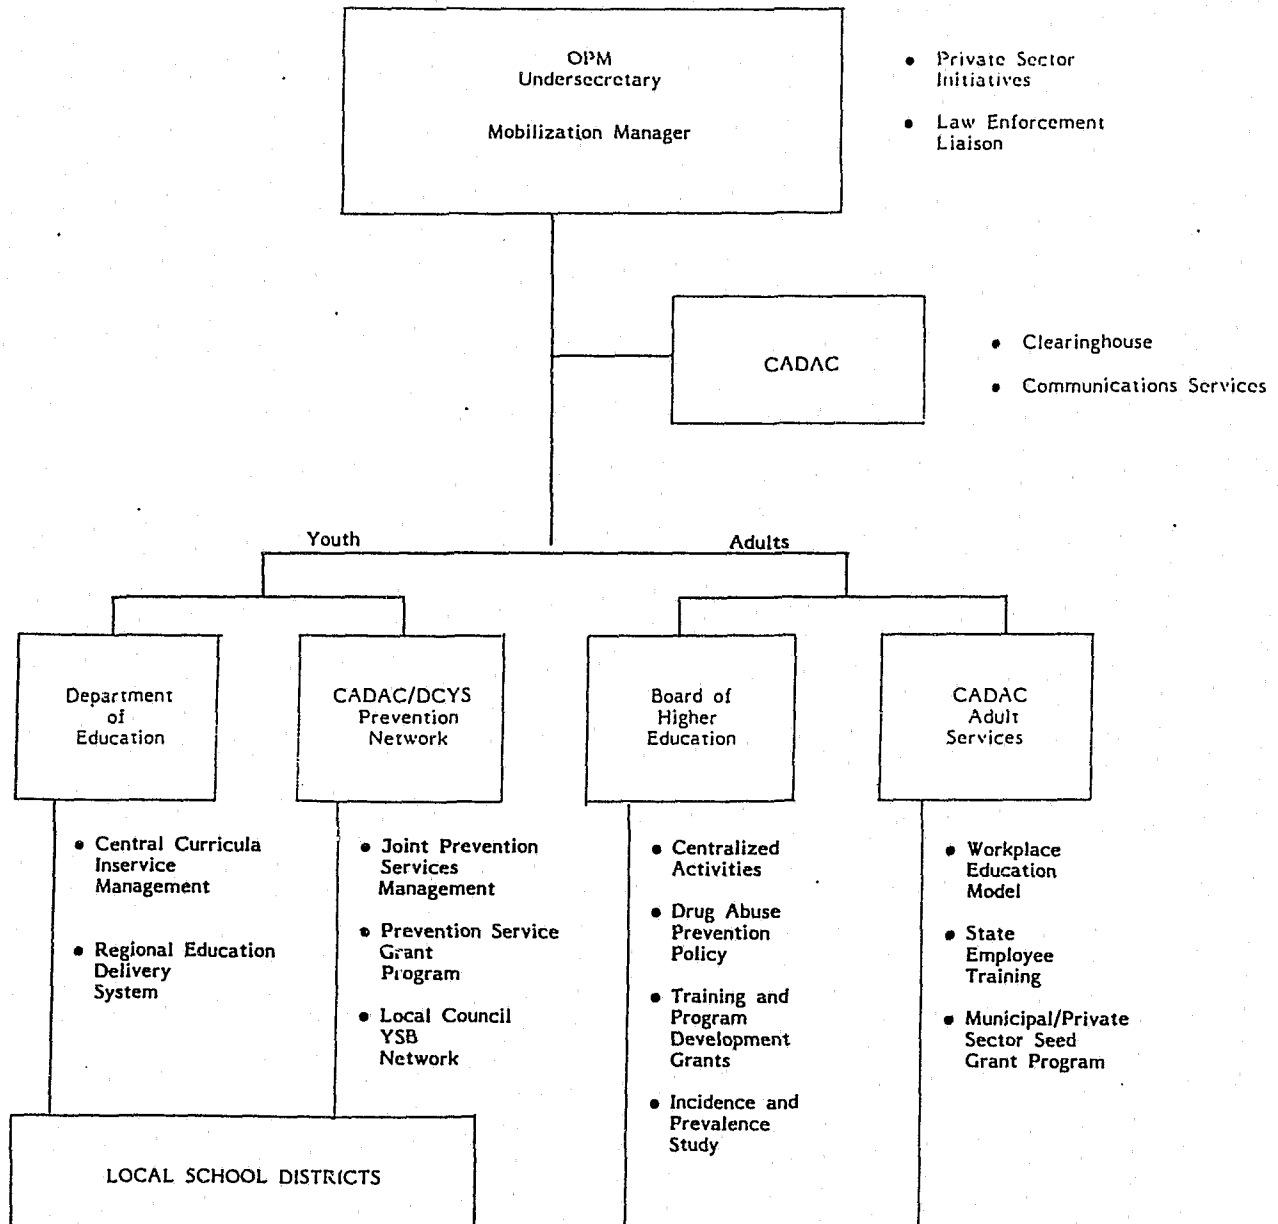 OPM
Undersecretary
Mobilization Manager
• Private Sector
Initiatives
• Law Enforcement
Liaison
CADAC
• Clearinghouse
• Communications Services
Youth
Adults
Department
of
Education
CADAC/DCYS
Prevention
Network
Board of
Higher
Education
CADAC
Adult
Services
• Central Curricula
Inservice
Management
• Regional Education
Delivery
System
• Joint Prevention
Services
Management
• Prevention Service
Grant
Program
• Local Council
YSB
Network
• Centralized
Activities
• Drug Abuse
Prevention
Policy
• Training and
Program
Development
Grants
• Incidence and
Prevalence
Study
• Workplace
Education
Model
• State
Employee
Training
• Municipal/Private
Sector Seed
Grant Program
LOCAL SCHOOL DISTRICTS